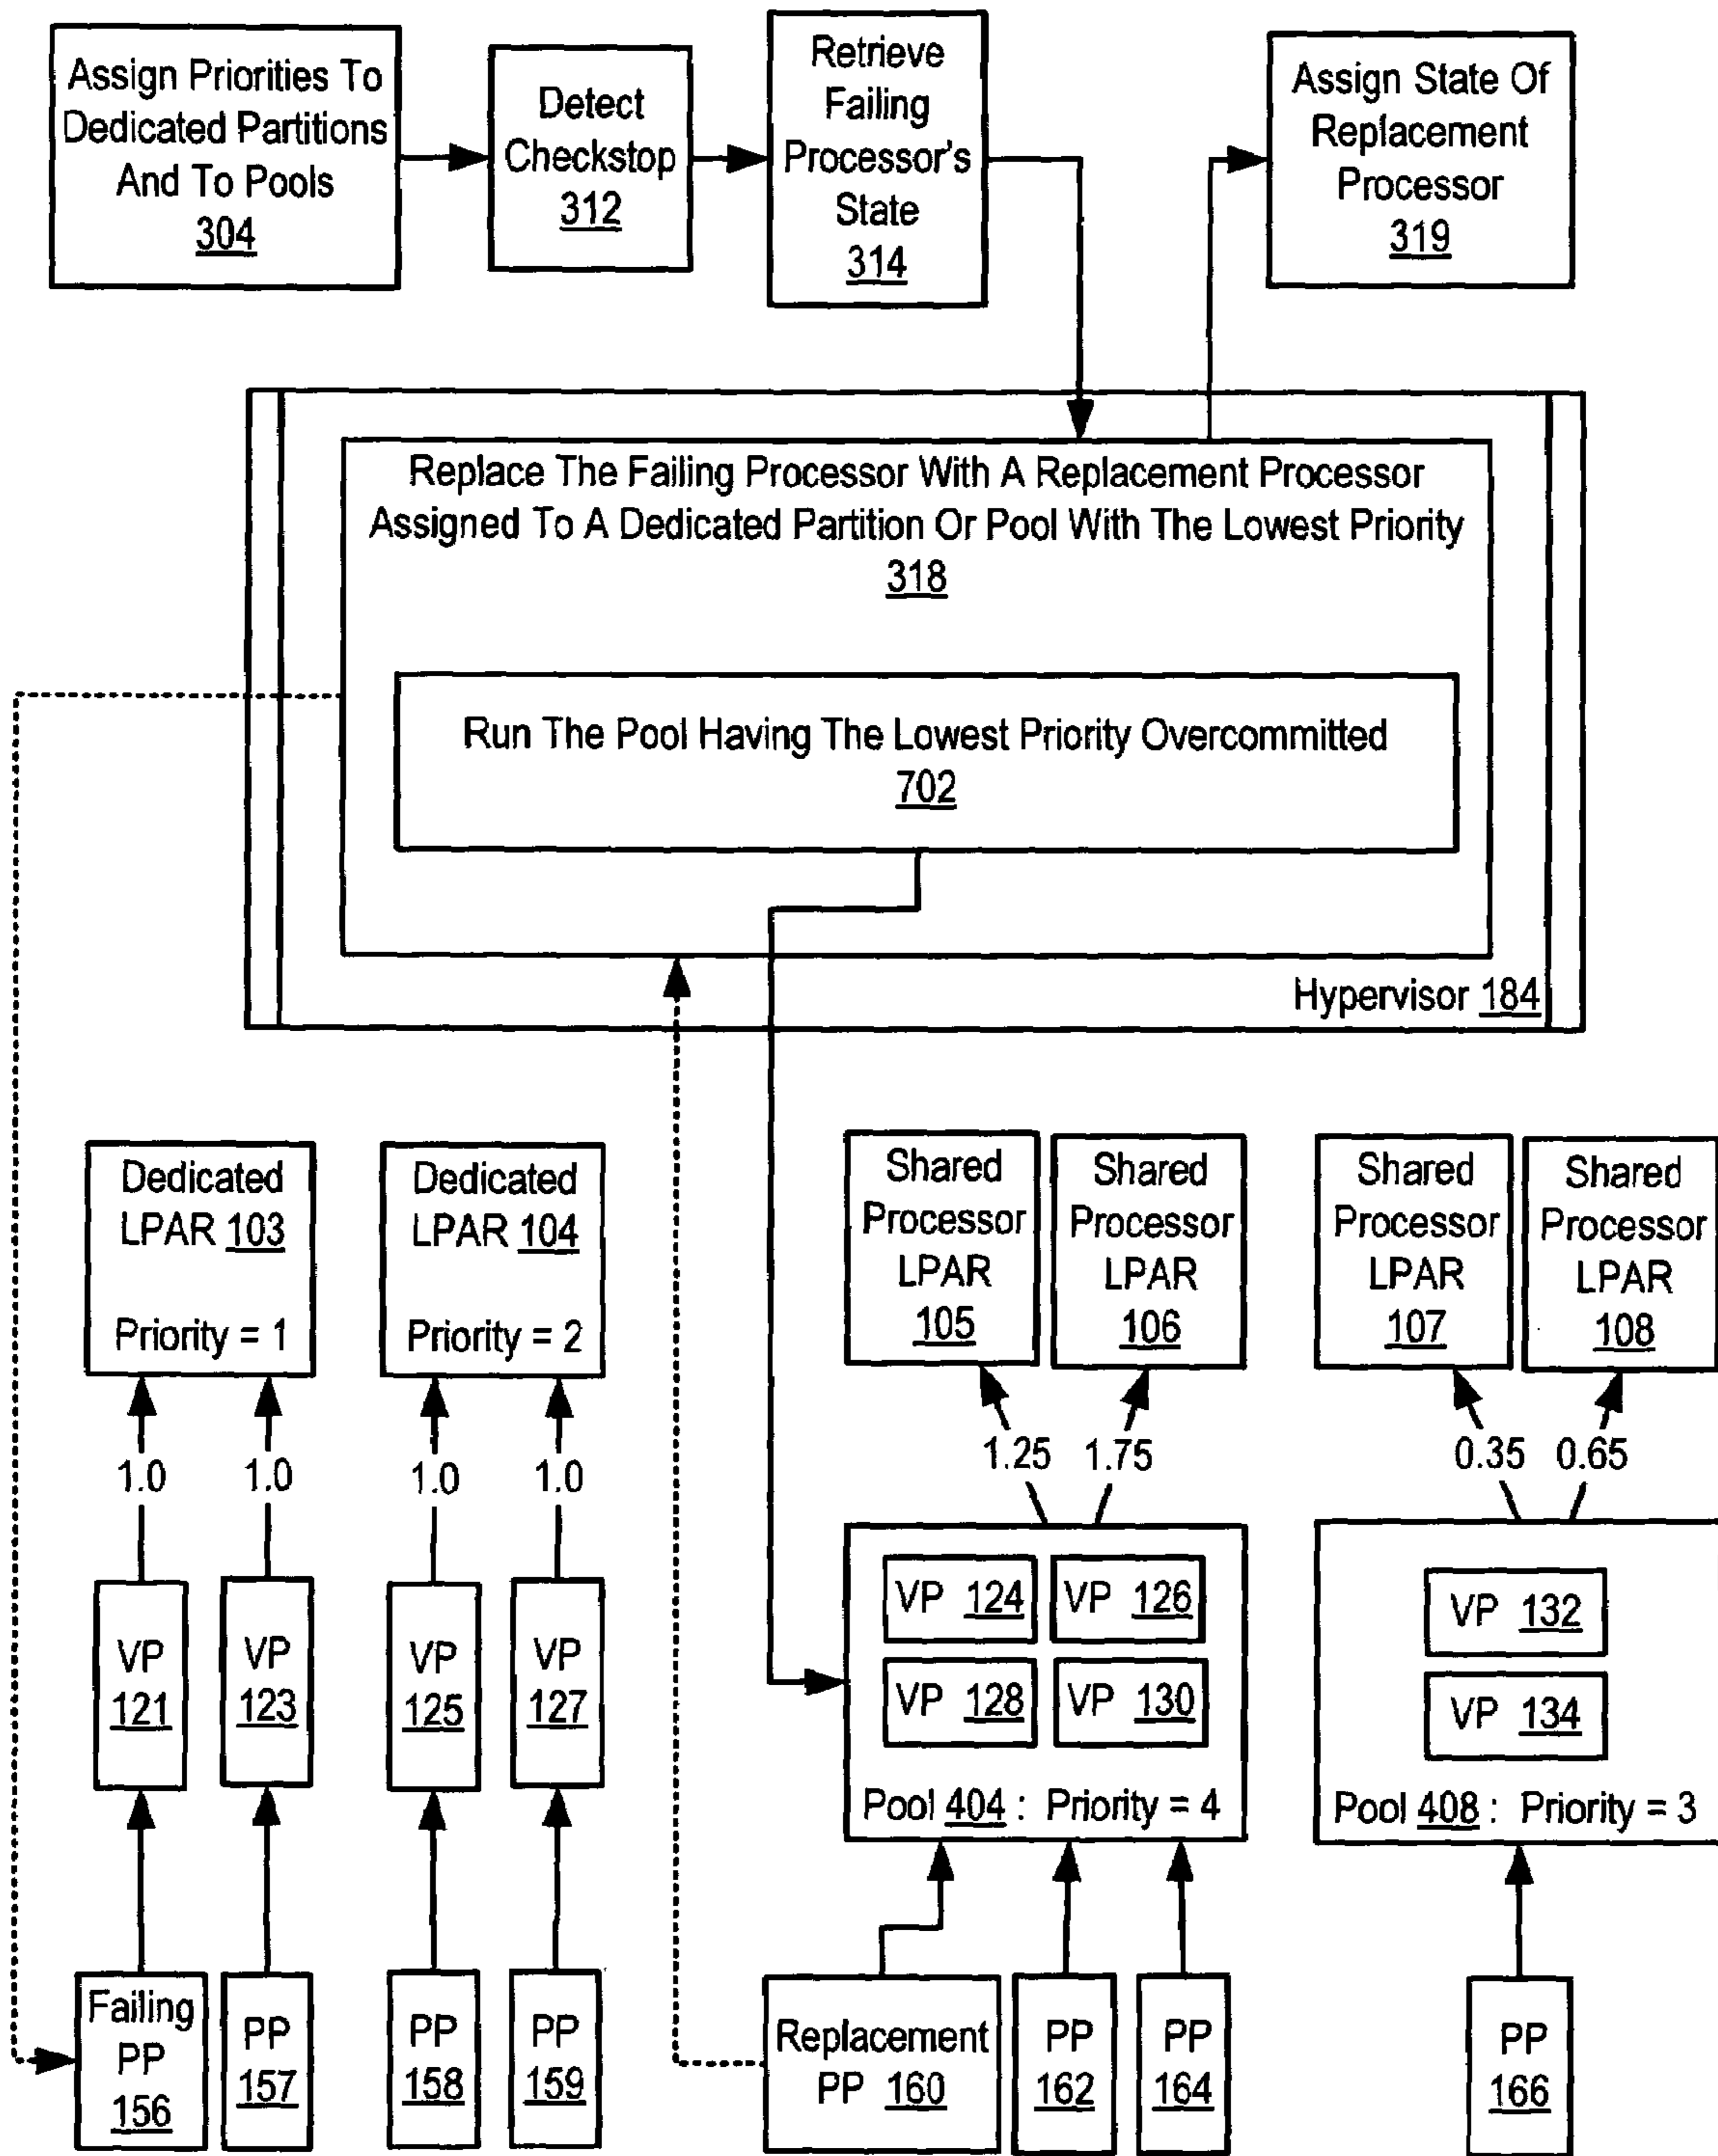 Assign Priorities To
Dedicated Partitions
And To Pools
304
Detect
Checkstop
312
Retrieve
Failing
Processor's
State
314
Assign State Of
Replacement
Processor
319
Replace The Failing Processor With A Replacement Processor
Assigned To A Dedicated Partition Or Pool With The Lowest Priority
318
Run The Pool Having The Lowest Priority Overcommitted
702
Hypervisor 184
Dedicated
LPAR 103
Priority = 1
Dedicated
LPAR 104
Priority = 2
Shared
Processor
LPAR
105
Shared
Processor
LPAR
106
Shared
Processor
LPAR
107
Shared
Processor
LPAR
108
1.0
1.0
1.0
1.0
1.25
1.75
0.35
0.65
VP
121
VP
123
VP
125
VP
127
VP 124
VP 126
VP 128
VP 130
Pool 404 : Priority = 4
VP 132
VP 134
Pool 408 : Priority = 3
Failing
PP
156
PP
157
PP
158
PP
159
Replacement
PP 160
PP
162
PP
164
PP
166